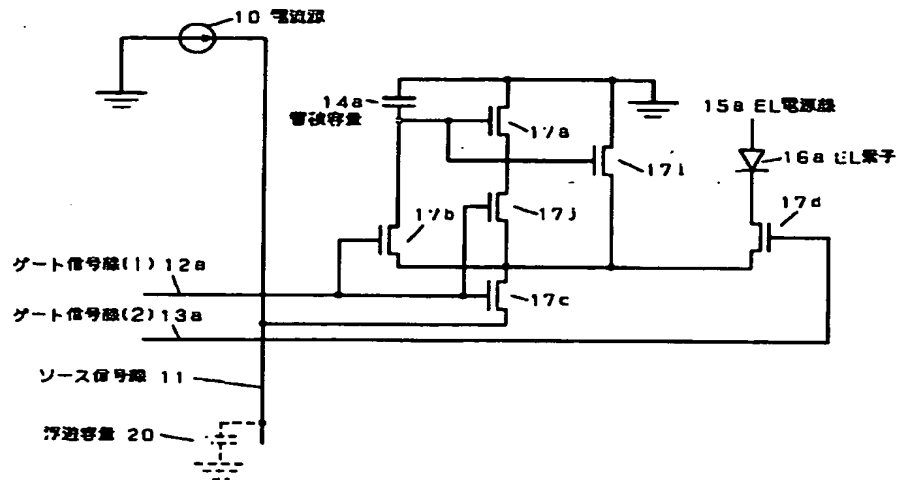 10 電流源
14a
蓄積容量
17a
15a EL電源線
16a EL素子
17i
17d
17b
17j
ゲート信号線(1) 12a
17c
ゲート信号線(2) 13a
ソース信号線 11
浮遊容量 20